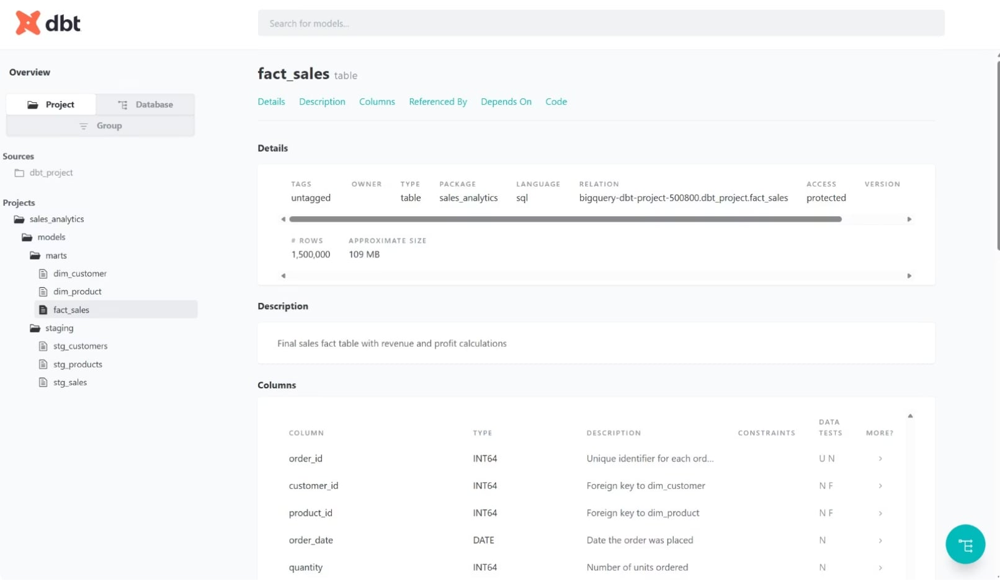 dbt
Search for models...
Overview
Project
Database
Group
Sources
dbt_project
Projects
sales_analytics
models
marts
dim_customer
dim_product
fact_sales
staging
stg_customers
stg_products
stg_sales
fact_sales table
Details Description Columns Referenced By Depends On Code
Details
TAGS OWNER TYPE PACKAGE LANGUAGE RELATION ACCESS VERSION
untagged table sales_analytics sql bigquery-dbt-project-500800.dbt_project.fact_sales protected
# ROWS APPROXIMATE SIZE
1,500,000 109 MB
Description
Final sales fact table with revenue and profit calculations
Columns
COLUMN TYPE DESCRIPTION CONSTRAINTS DATA TESTS MORE?
order_id INT64 Unique identifier for each ord... U N
customer_id INT64 Foreign key to dim_customer N F
product_id INT64 Foreign key to dim_product N F
order_date DATE Date the order was placed N
quantity INT64 Number of units ordered N